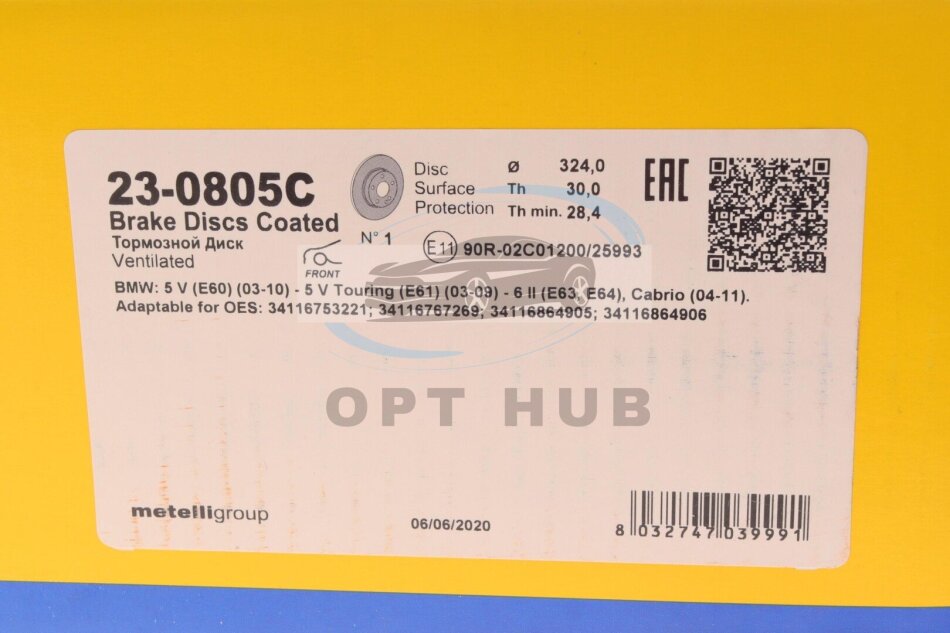 23-0805C
Brake Discs Coated
Тормозной Диск
Ventilated
FRONT
N° 1
Disc Ø 324,0
Surface Th 30,0
Protection Th min. 28,4
EAC
E11 90R-02C01200/25993
BMW: 5 V (E60) (03-10) - 5 V Touring (E61) (03-09) - 6 II (E63, E64), Cabrio (04-11).
Adaptable for OES: 34116753221; 34116767269; 34116864905; 34116864906
OPT HUB
metelligroup
06/06/2020
8 032747 039991